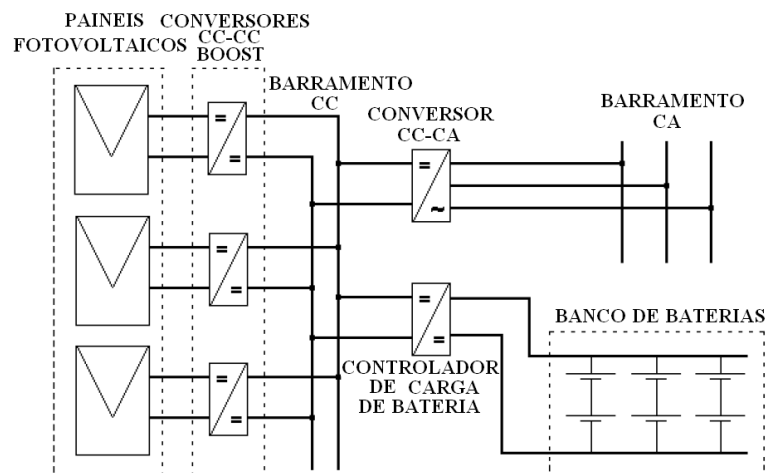 PAINEIS
FOTOVOLTAICOS
CONVERSORES
CC-CC
BOOST
BARRAMENTO
CC
CONVERSOR
CC-CA
BARRAMENTO
CA
=
=
=
~
=
=
=
=
BANCO DE BATERIAS
CONTROLADOR
DE CARGA
DE BATERIA
=
=